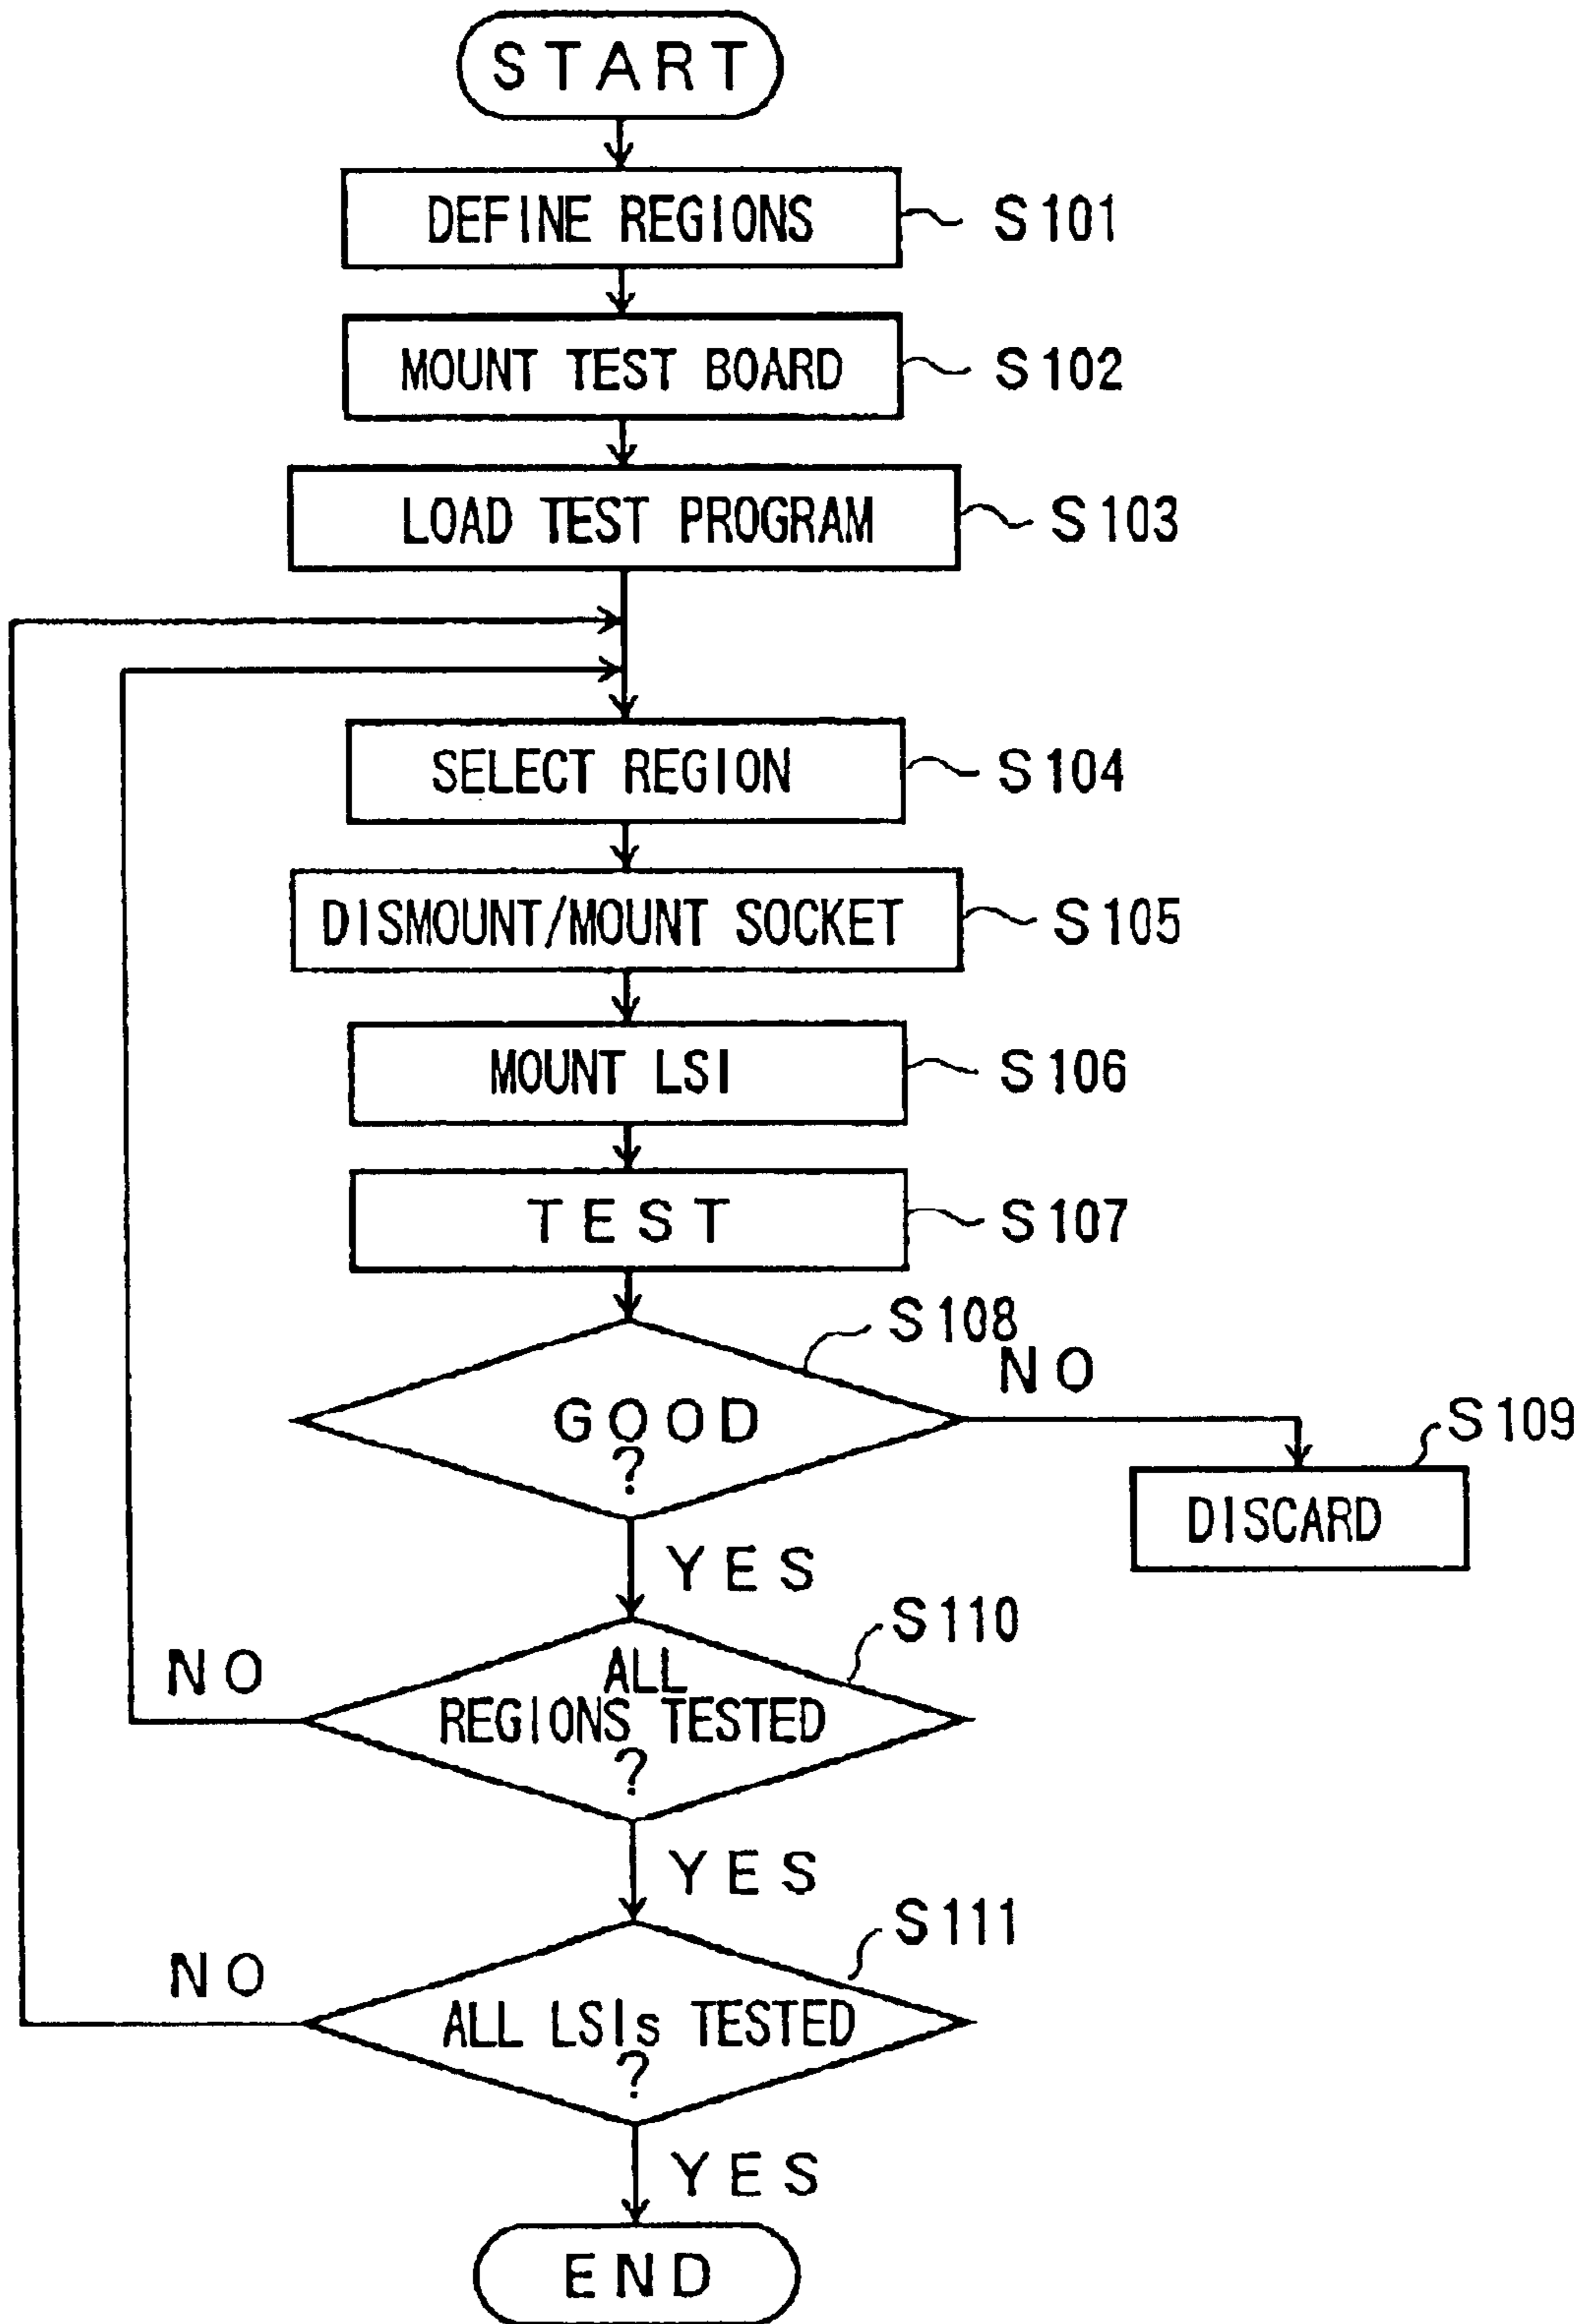 START
DEFINE REGIONS S101
MOUNT TEST BOARD S102
LOAD TEST PROGRAM S103
SELECT REGION S104
DISMOUNT/MOUNT SOCKET S105
MOUNT LSI S106
TEST S107
S108
NO
GOOD
?
S109
DISCARD
YES
S110
NO
ALL
REGIONS TESTED
?
YES
S111
NO
ALL LSIs TESTED
?
YES
END